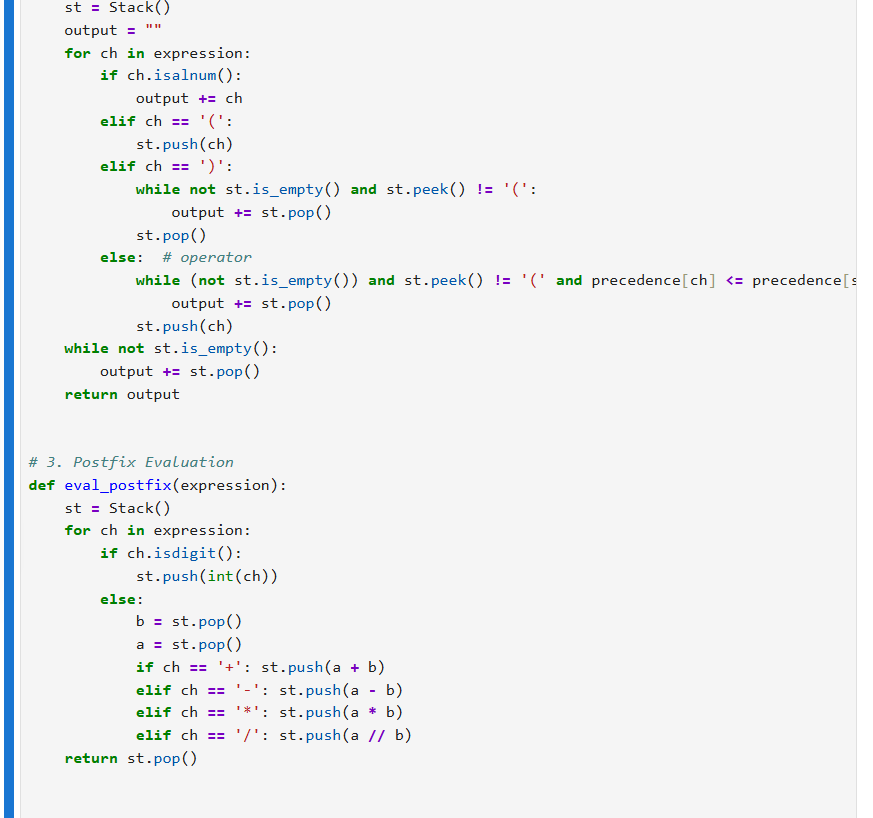 st = Stack()
    output = ""
    for ch in expression:
        if ch.isalnum():
            output += ch
        elif ch == '(':
            st.push(ch)
        elif ch == ')':
            while not st.is_empty() and st.peek() != '(':
                output += st.pop()
            st.pop()
        else:  # operator
            while (not st.is_empty()) and st.peek() != '(' and precedence[ch] <= precedence[s
                output += st.pop()
            st.push(ch)
    while not st.is_empty():
        output += st.pop()
    return output
# 3. Postfix Evaluation
def eval_postfix(expression):
    st = Stack()
    for ch in expression:
        if ch.isdigit():
            st.push(int(ch))
        else:
            b = st.pop()
            a = st.pop()
            if ch == '+': st.push(a + b)
            elif ch == '-': st.push(a - b)
            elif ch == '*': st.push(a * b)
            elif ch == '/': st.push(a // b)
    return st.pop()